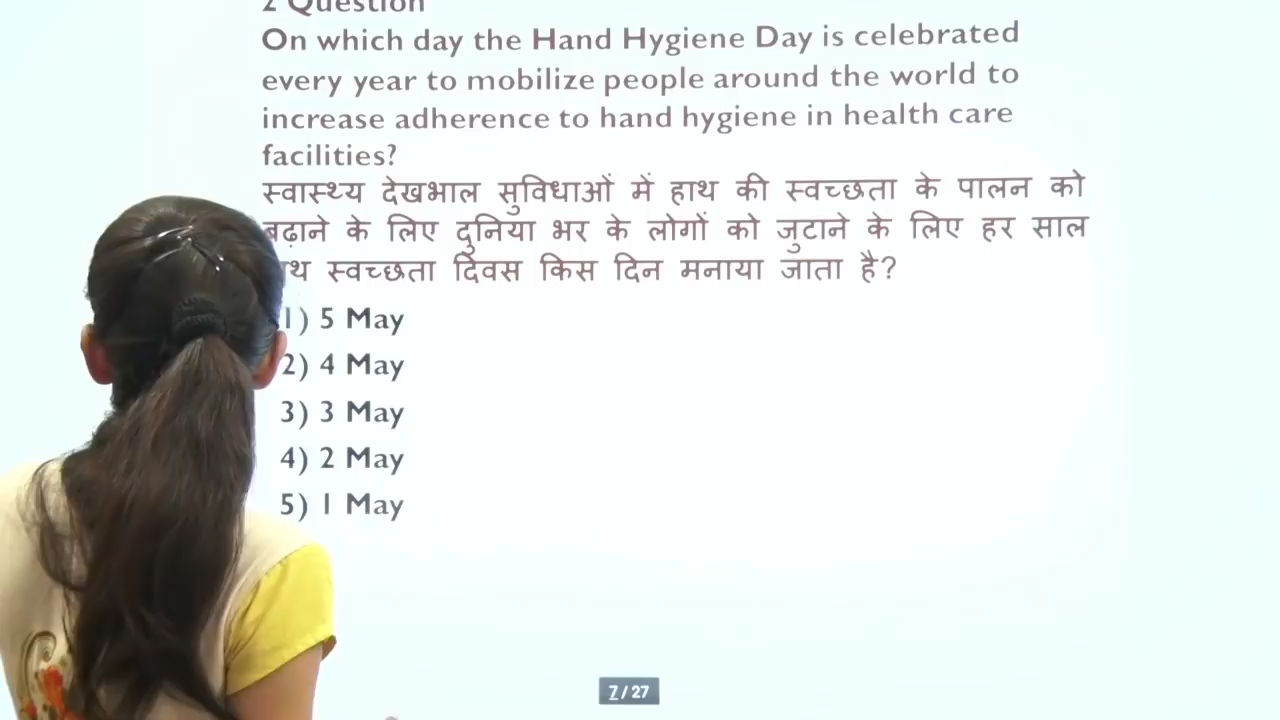 2 Question
On which day the Hand Hygiene Day is celebrated
every year to mobilize people around the world to
increase adherence to hand hygiene in health care
facilities?
स्वास्थ्य देखभाल सुविधाओं में हाथ की स्वच्छता के पालन को
बढ़ाने के लिए दुनिया भर के लोगों को जुटाने के लिए हर साल
स्वच्छता दिवस किस दिन मनाया जाता है?
1) 5 May
2) 4 May
3) 3 May
4) 2 May
5) 1 May
7 / 27